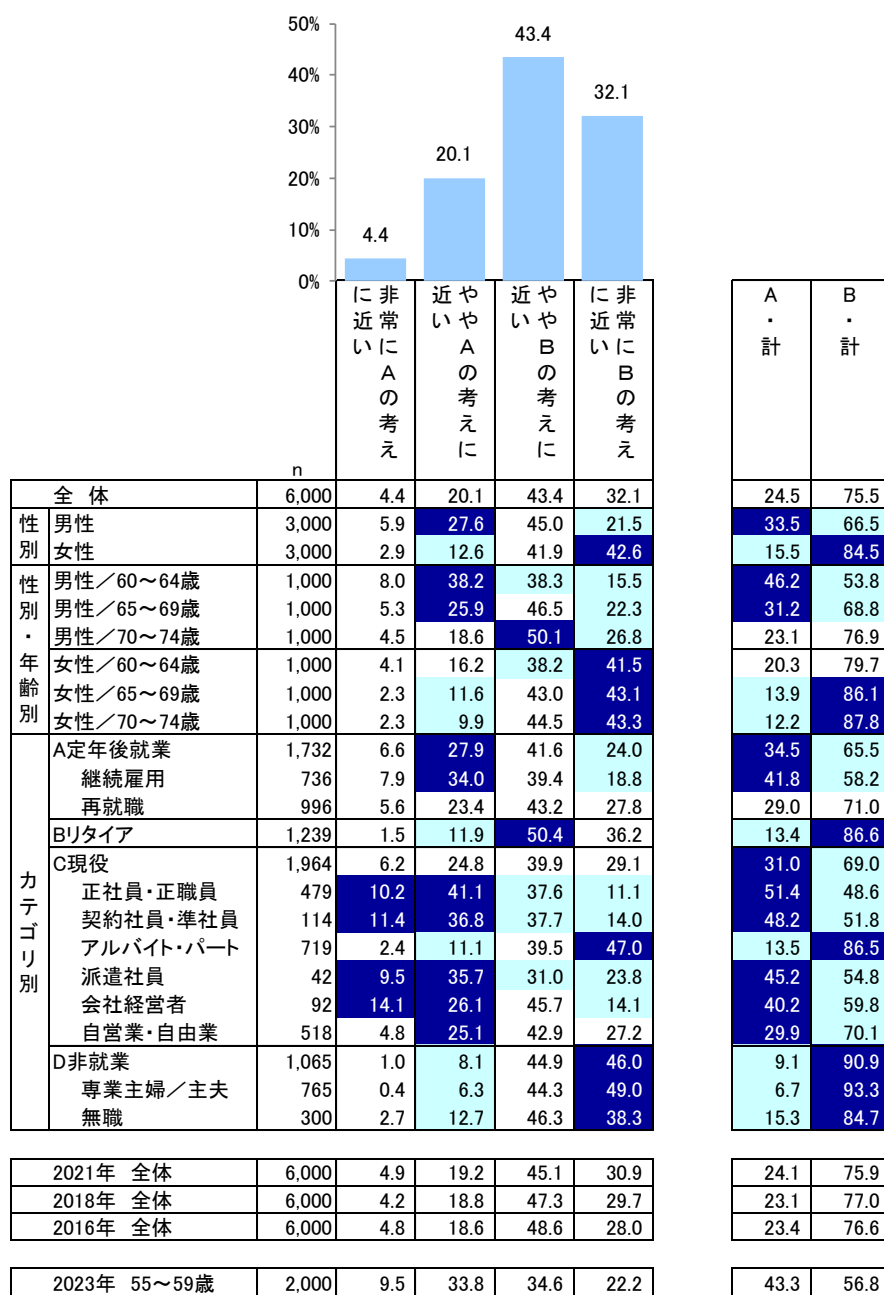 50%
40%
30%
20%
10%
0%
4.4
20.1
43.4
32.1
非常にAの考えに近い
ややAの考えに近い
ややBの考えに近い
非常にBの考えに近い
A・計
B・計
n
全 体 6,000 4.4 20.1 43.4 32.1 24.5 75.5
性別
男性 3,000 5.9 27.6 45.0 21.5 33.5 66.5
女性 3,000 2.9 12.6 41.9 42.6 15.5 84.5
性別・年齢別
男性/60~64歳 1,000 8.0 38.2 38.3 15.5 46.2 53.8
男性/65~69歳 1,000 5.3 25.9 46.5 22.3 31.2 68.8
男性/70~74歳 1,000 4.5 18.6 50.1 26.8 23.1 76.9
女性/60~64歳 1,000 4.1 16.2 38.2 41.5 20.3 79.7
女性/65~69歳 1,000 2.3 11.6 43.0 43.1 13.9 86.1
女性/70~74歳 1,000 2.3 9.9 44.5 43.3 12.2 87.8
カテゴリ別
A定年後就業 1,732 6.6 27.9 41.6 24.0 34.5 65.5
継続雇用 736 7.9 34.0 39.4 18.8 41.8 58.2
再就職 996 5.6 23.4 43.2 27.8 29.0 71.0
Bリタイア 1,239 1.5 11.9 50.4 36.2 13.4 86.6
C現役 1,964 6.2 24.8 39.9 29.1 31.0 69.0
正社員・正職員 479 10.2 41.1 37.6 11.1 51.4 48.6
契約社員・準社員 114 11.4 36.8 37.7 14.0 48.2 51.8
アルバイト・パート 719 2.4 11.1 39.5 47.0 13.5 86.5
派遣社員 42 9.5 35.7 31.0 23.8 45.2 54.8
会社経営者 92 14.1 26.1 45.7 14.1 40.2 59.8
自営業・自由業 518 4.8 25.1 42.9 27.2 29.9 70.1
D非就業 1,065 1.0 8.1 44.9 46.0 9.1 90.9
専業主婦/主夫 765 0.4 6.3 44.3 49.0 6.7 93.3
無職 300 2.7 12.7 46.3 38.3 15.3 84.7
2021年 全体 6,000 4.9 19.2 45.1 30.9 24.1 75.9
2018年 全体 6,000 4.2 18.8 47.3 29.7 23.1 77.0
2016年 全体 6,000 4.8 18.6 48.6 28.0 23.4 76.6
2023年 55~59歳 2,000 9.5 33.8 34.6 22.2 43.3 56.8